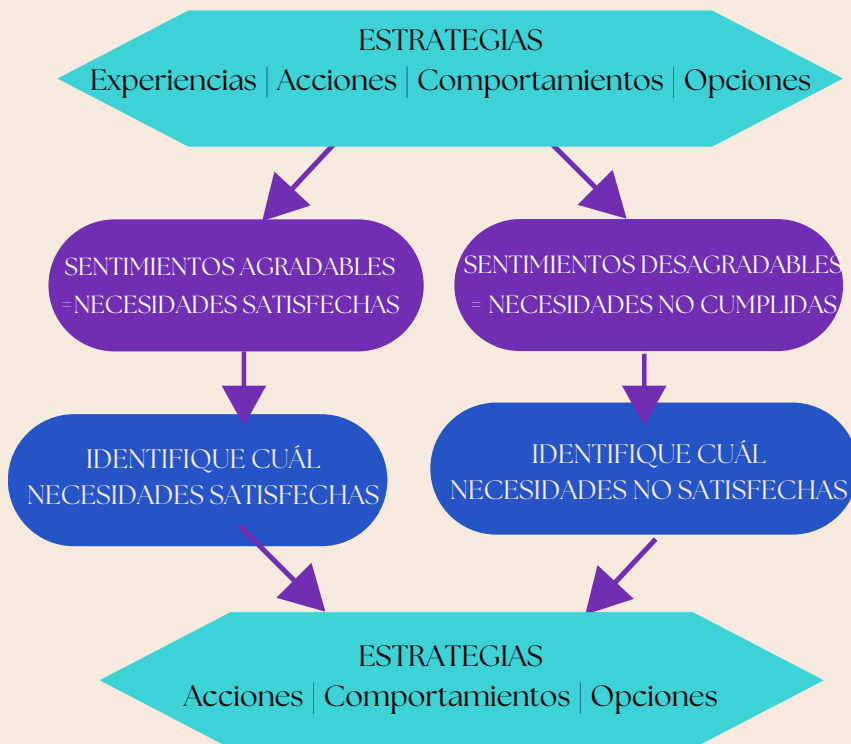 ESTRATEGIAS
Experiencias | Acciones | Comportamientos | Opciones
SENTIMIENTOS AGRADABLES
=NECESIDADES SATISFECHAS
SENTIMIENTOS DESAGRADABLES
= NECESIDADES NO CUMPLIDAS
IDENTIFIQUE CUÁL
NECESIDADES SATISFECHAS
IDENTIFIQUE CUÁL
NECESIDADES NO SATISFECHAS
ESTRATEGIAS
Acciones | Comportamientos | Opciones